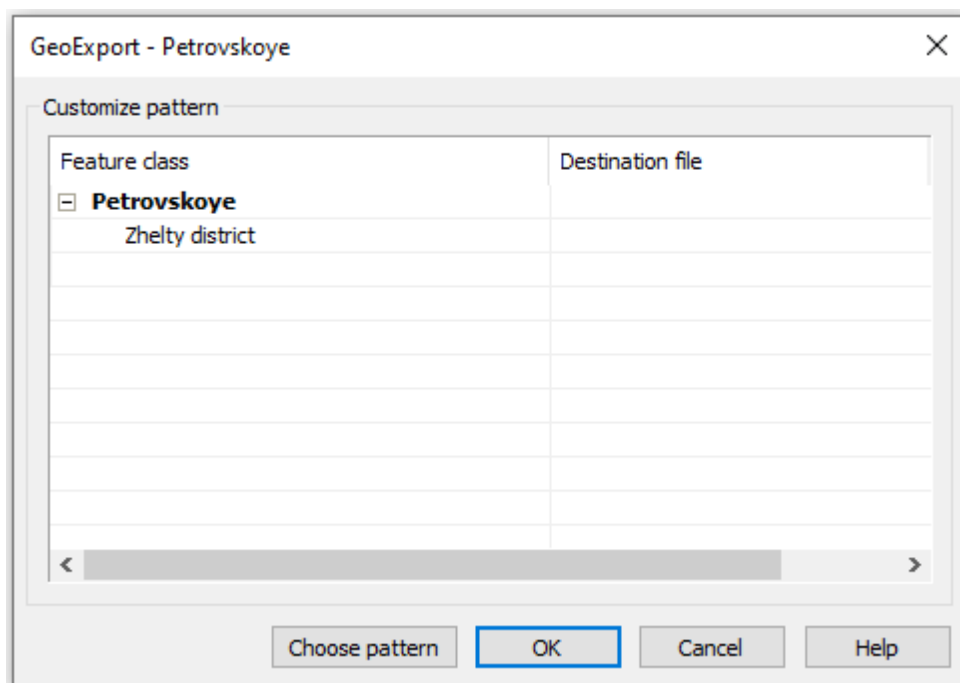 GeoExport - Petrovskoye
Customize pattern
Feature class Destination file
Petrovskoye
Zhelty district
Choose pattern OK Cancel Help